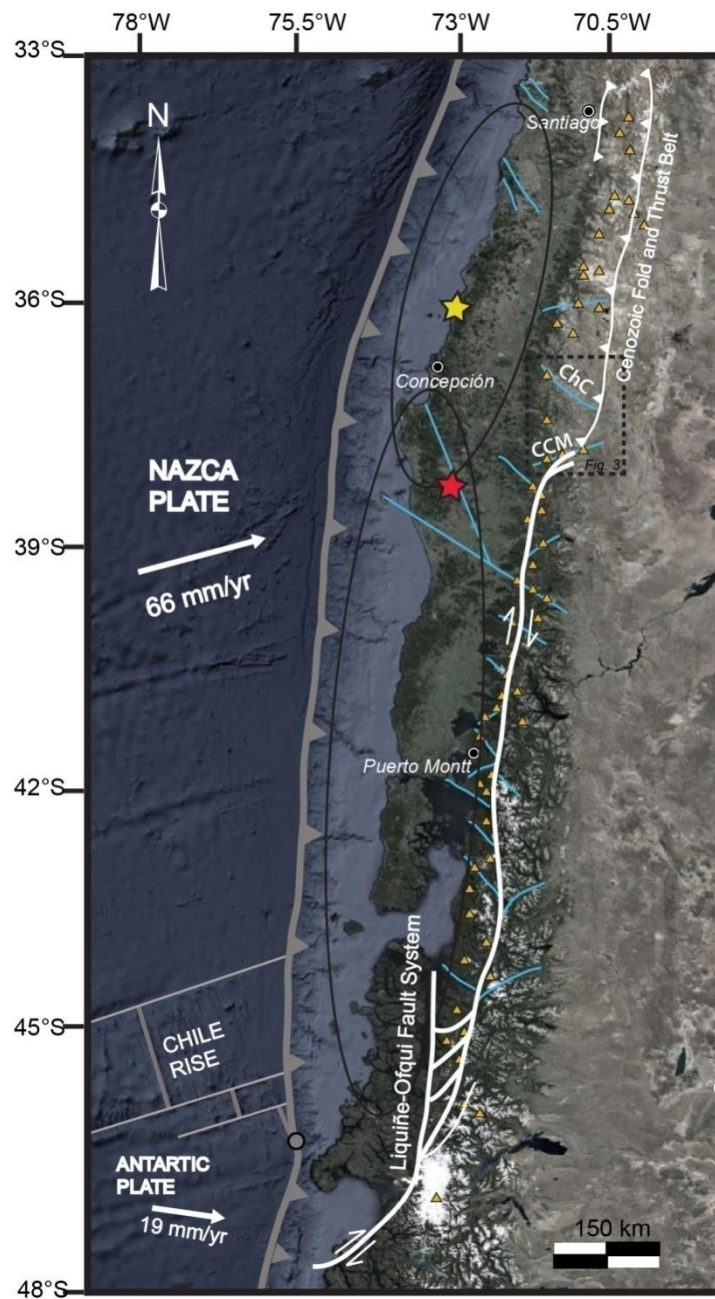 78°W 75.5°W 73°W 70.5°W
33°S
N
Santiago
Cenozoic Fold and Thrust Belt
36°S
Concepción
ChC
CCM
Fig. 3
NAZCA
PLATE
39°S
66 mm/yr
Puerto Montt
42°S
Liquiñe-Ofqui Fault System
45°S
CHILE
RISE
ANTARTIC
PLATE
19 mm/yr
150 km
48°S